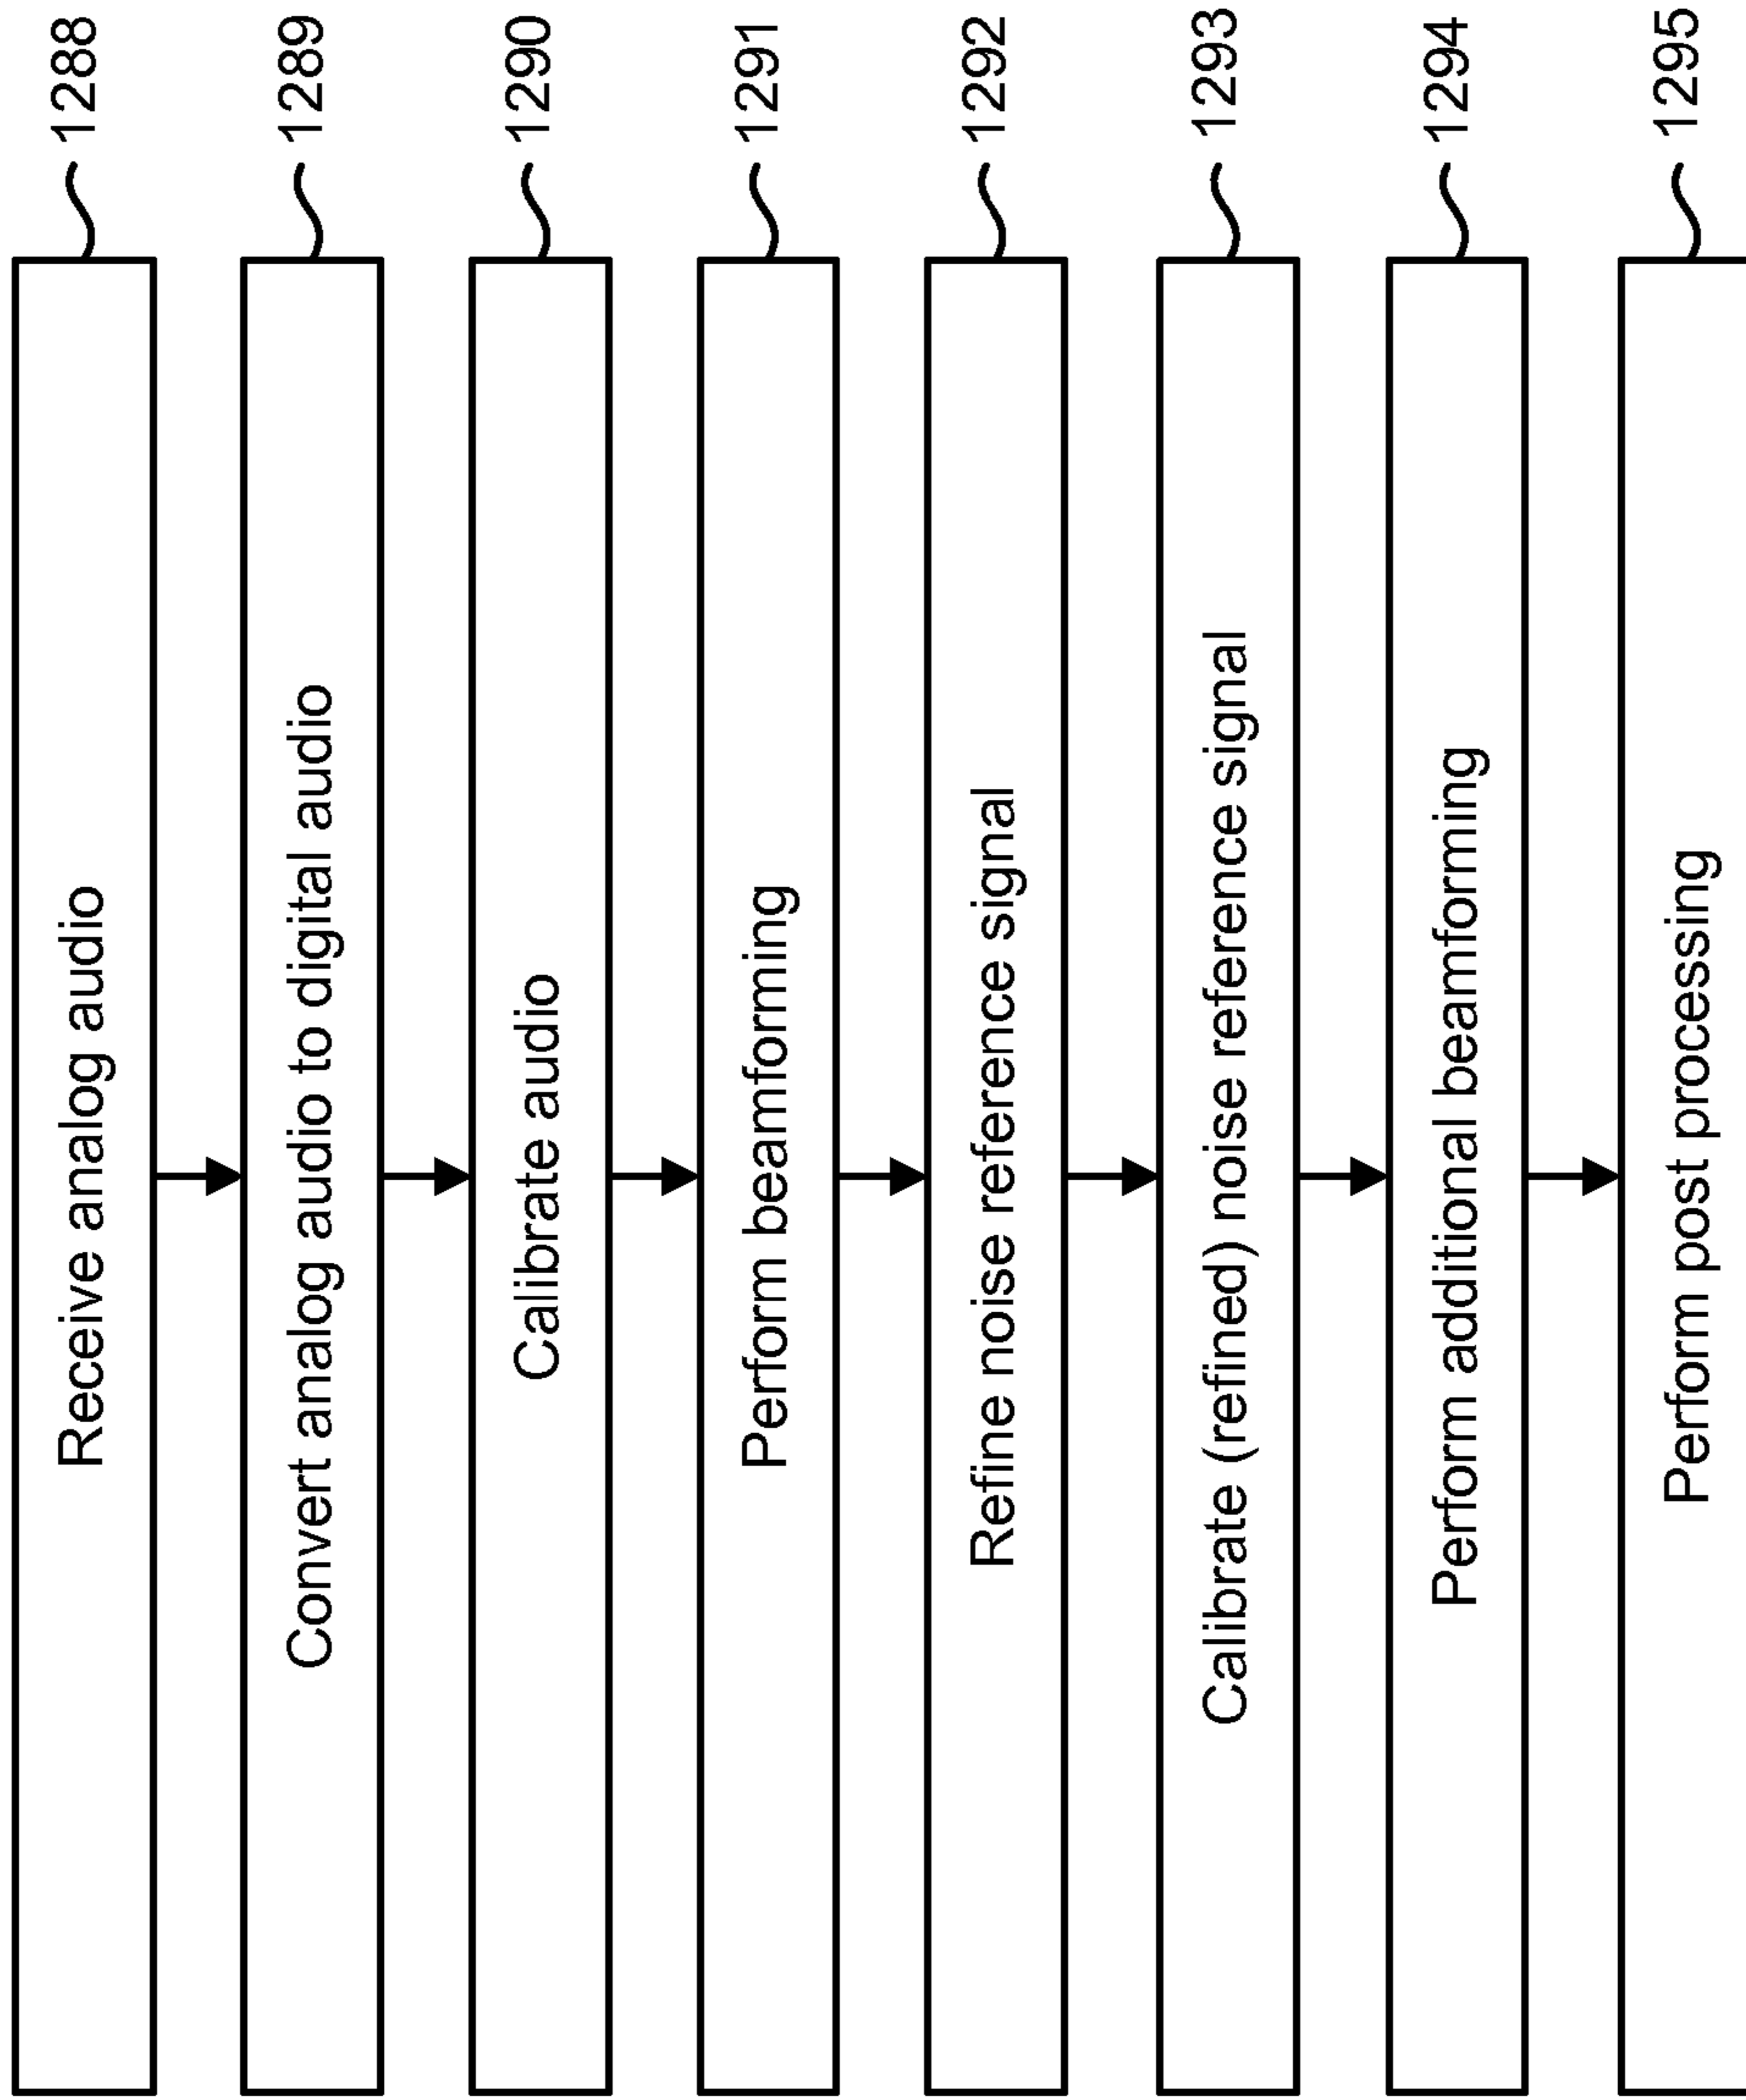 Receive analog audio 1288
Convert analog audio to digital audio 1289
Calibrate audio 1290
Perform beamforming 1291
Refine noise reference signal 1292
Calibrate (refined) noise reference signal 1293
Perform additional beamforming 1294
Perform post processing 1295